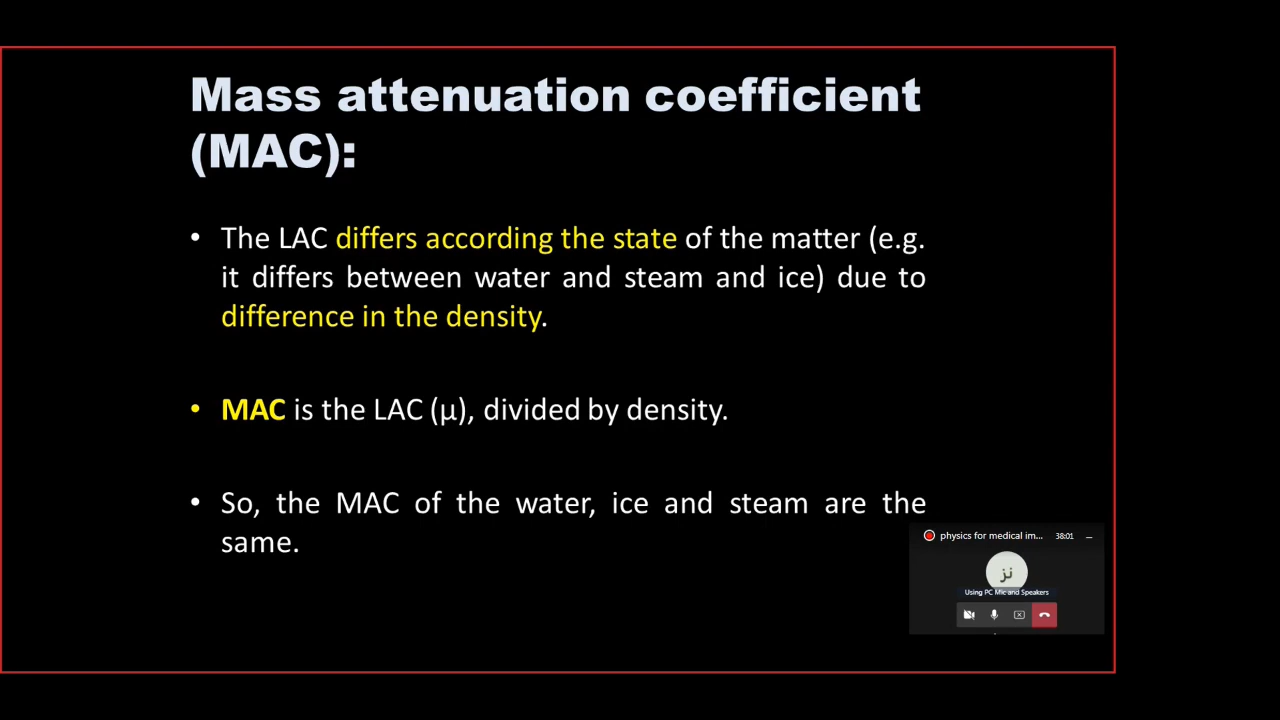 Mass attenuation coefficient
(MAC):
• The LAC differs according the state of the matter (e.g.
it differs between water and steam and ice) due to
difference in the density.
• MAC is the LAC (μ), divided by density.
• So, the MAC of the water, ice and steam are the
same.
physics for medical im... 38:01
نز
Using PC Mic and Speakers